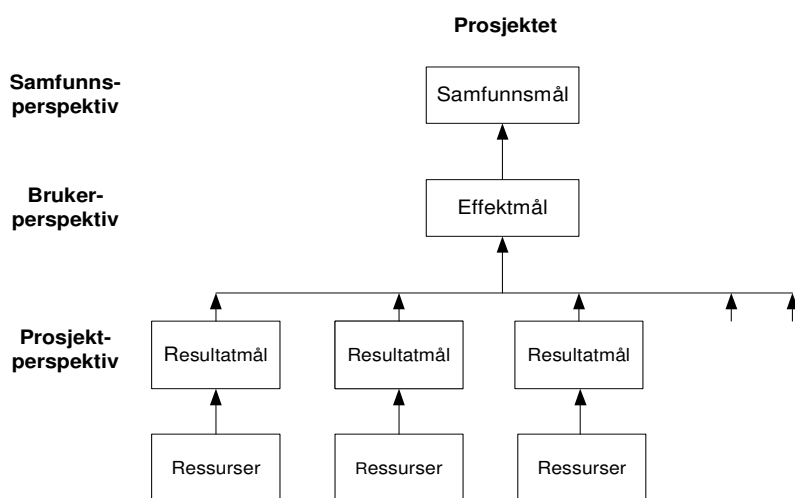 Prosjektet
Samfunns-
perspektiv
Samfunnsmål
Bruker-
perspektiv
Effektmål
Prosjekt-
perspektiv
Resultatmål
Resultatmål
Resultatmål
Ressurser
Ressurser
Ressurser